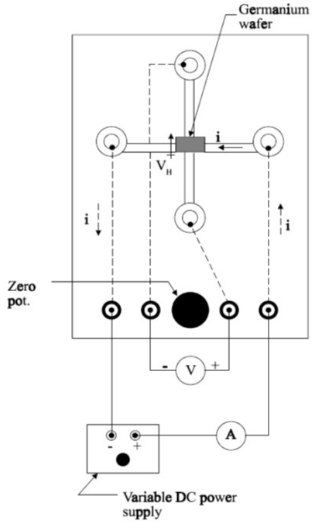 Germanium
wafer
i
V_H
+
i
i
Zero
pot.
- V +
- +
A
Variable DC power
supply